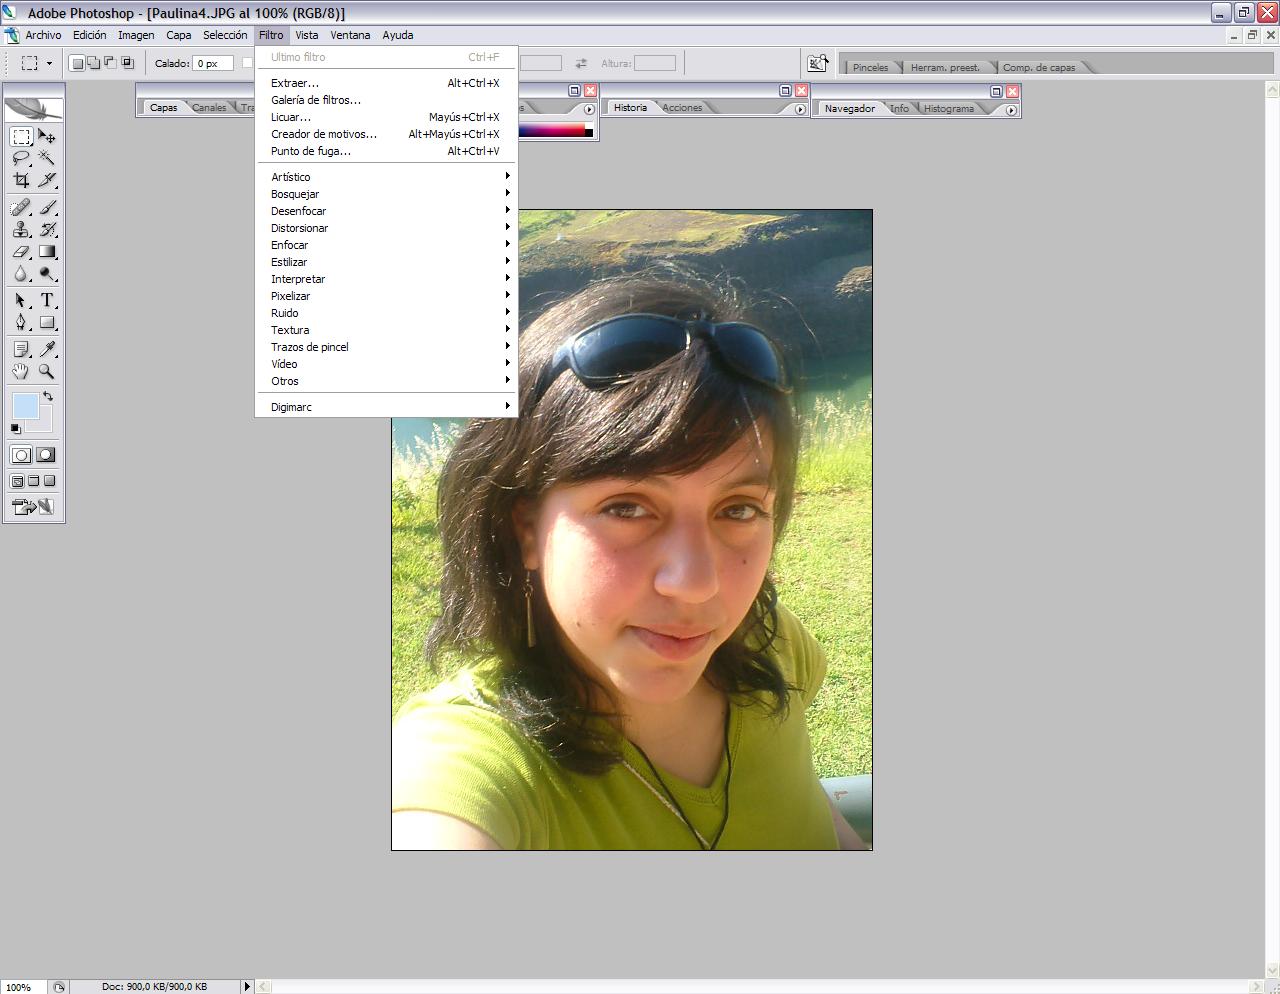 Adobe Photoshop - [Paulina4.JPG al 100% (RGB/8)]
Archivo Edición Imagen Capa Selección Filtro Vista Ventana Ayuda
Calado: 0 px Altura: Pinceles Herram. preest. Comp. de capas
Capas Canales Historia Acciones Navegador Info Histograma
Último filtro Ctrl+F
Extraer... Alt+Ctrl+X
Galería de filtros...
Licuar... Mayús+Ctrl+X
Creador de motivos... Alt+Mayús+Ctrl+X
Punto de fuga... Alt+Ctrl+V
Artístico
Bosquejar
Desenfocar
Distorsionar
Enfocar
Estilizar
Interpretar
Pixelizar
Ruido
Textura
Trazos de pincel
Vídeo
Otros
Digimarc
T
100% Doc: 900,0 KB/900,0 KB